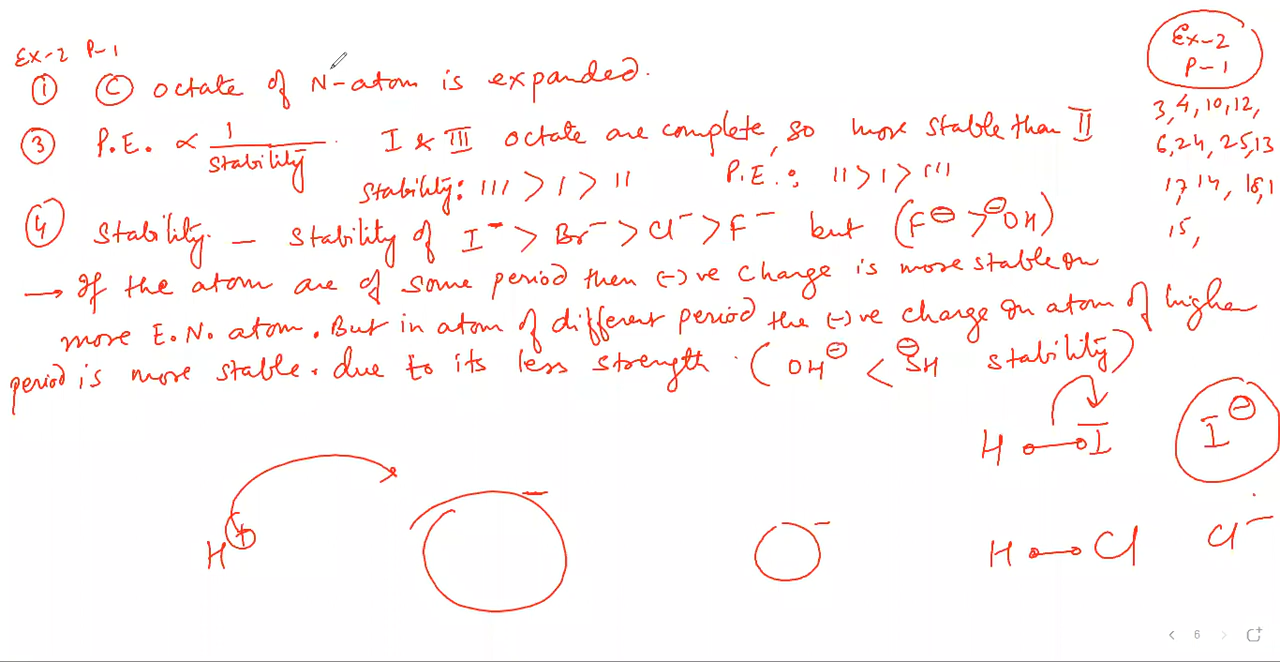 Ex-2 P-1
① Ⓒ octate of N-atom is expanded.
③ P.E. ∝ 1/stability. I & III octate are complete, so more stable than II
Stability: III > I > II P.E.: II > I > III
④ Stability - stability of I⁻ > Br⁻ > Cl⁻ > F⁻ but (F⊖ > ⊖OH)
→ If the atom are of same period then (-)ve charge is more stable on
more E.N. atom. But in atom of different period the (-)ve charge on atom of higher
period is more stable. due to its less strength. (OH⊖ < ⊖SH stability)
Ex-2
P-1
3, 4, 10, 12,
6, 24, 25, 13
17, 14, 18, 1
15,
H I I⊖
H⊕ - -
H Cl Cl⁻
6